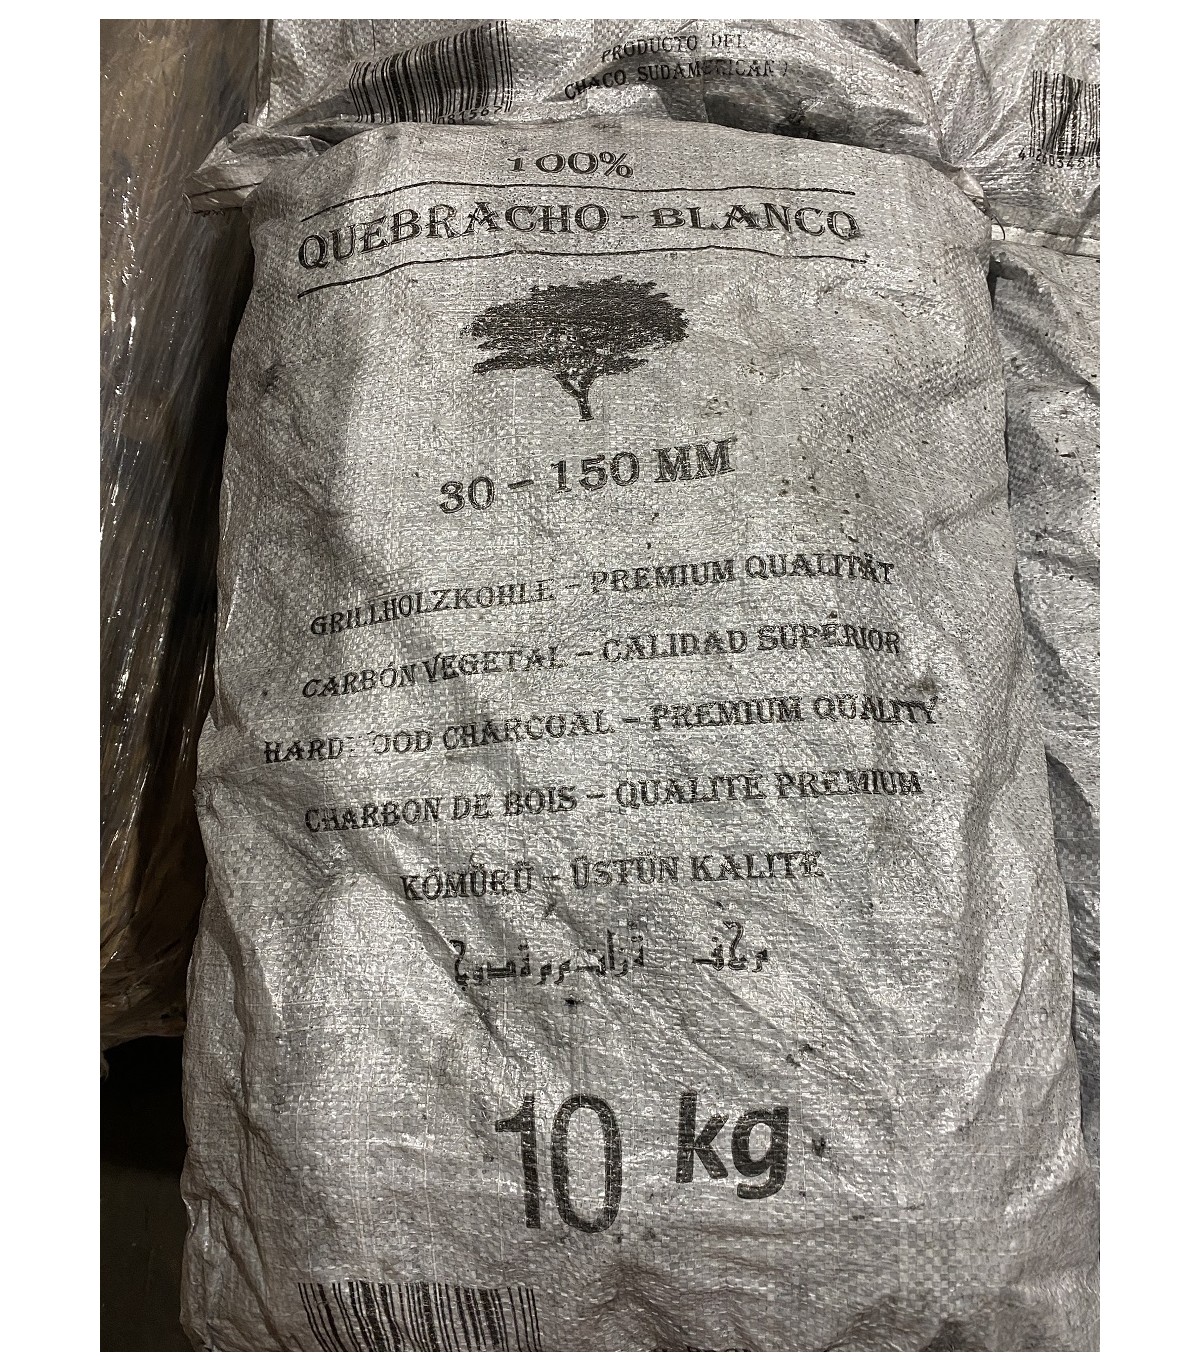 PRODUCTO DEL
CHACO SUDAMERICANO
100%
QUEBRACHO - BLANCO
30 - 150 MM
GRILLHOLZKOHLE - PREMIUM QUALITÄT
CARBÓN VEGETAL - CALIDAD SUPÉRIOR
HARDWOOD CHARCOAL - PREMIUM QUALITY
CHARBON DE BOIS - QUALITÉ PREMIUM
KÖMÜRÜ - ÜSTÜN KALITE
10 kg